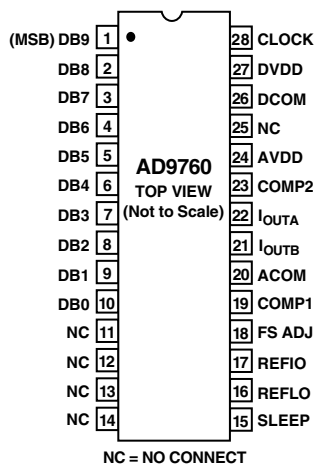 (MSB) DB9 1 28 CLOCK
DB8 2 27 DVDD
DB7 3 26 DCOM
DB6 4 25 NC
DB5 5 24 AVDD
DB4 6 23 COMP2
DB3 7 22 IOUTA
DB2 8 21 IOUTB
DB1 9 20 ACOM
DB0 10 19 COMP1
NC 11 18 FS ADJ
NC 12 17 REFIO
NC 13 16 REFLO
NC 14 15 SLEEP
AD9760
TOP VIEW
(Not to Scale)
NC = NO CONNECT